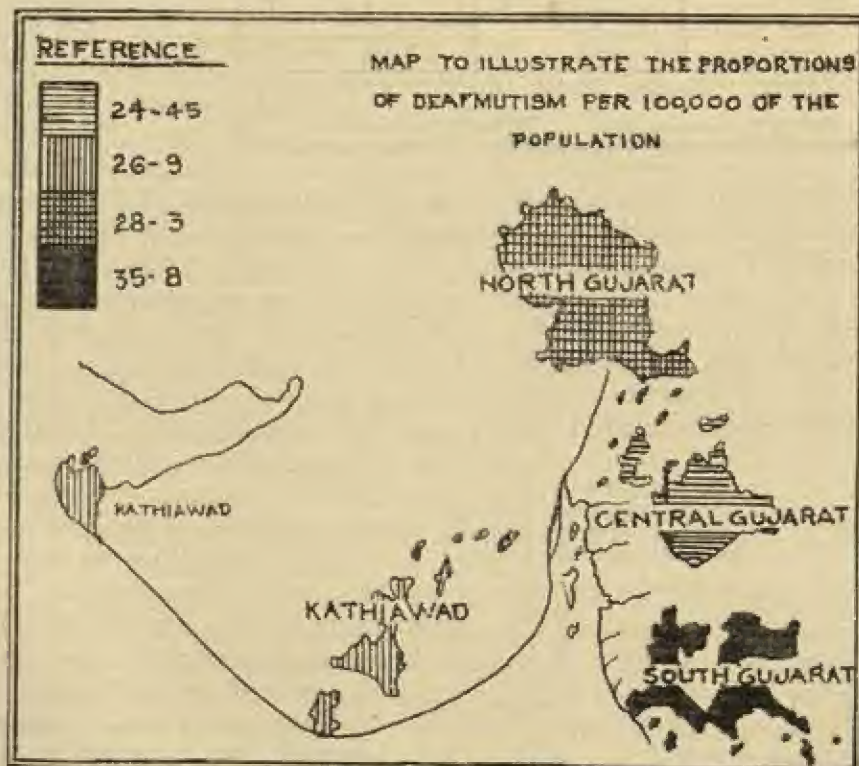 REFERENCE
24-45
26-9
28-3
35-8
MAP TO ILLUSTRATE THE PROPORTIONS
OF DEAFMUTISM PER 100,000 OF THE
POPULATION
NORTH GUJARAT
KATHIAWAD
CENTRAL GUJARAT
KATHIAWAD
SOUTH GUJARAT